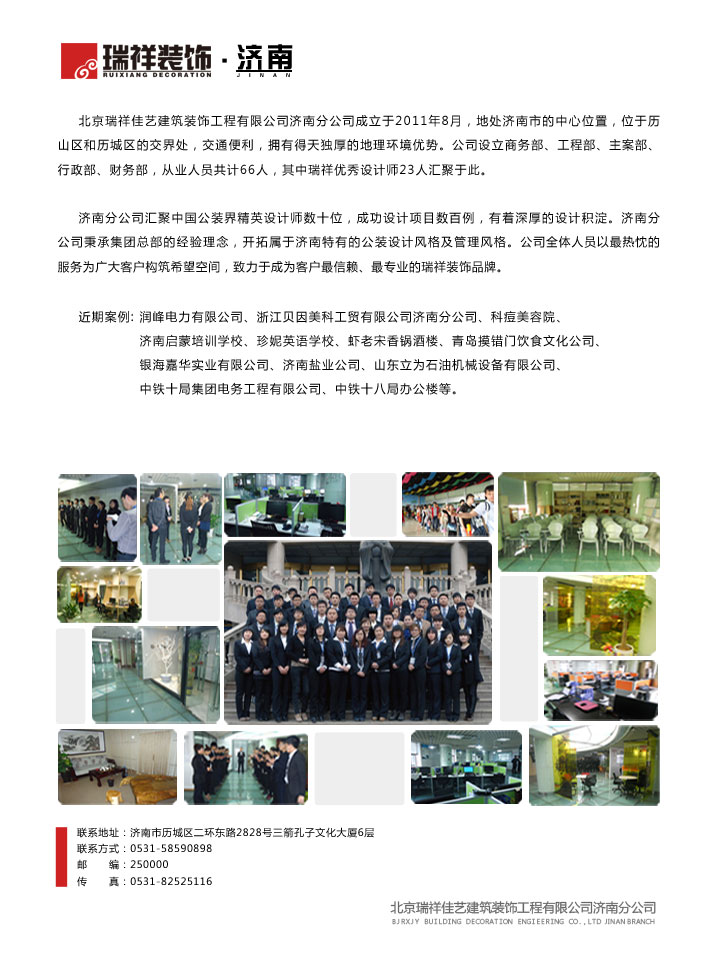 瑞祥装饰·济南
RUIXIANG DECORATION JINAN
北京瑞祥佳艺建筑装饰工程有限公司济南分公司成立于2011年8月，地处济南市的中心位置，位于历
山区和历城区的交界处，交通便利，拥有得天独厚的地理环境优势。公司设立商务部、工程部、主案部、
行政部、财务部，从业人员共计66人，其中瑞祥优秀设计师23人汇聚于此。
济南分公司汇聚中国公装界精英设计师数十位，成功设计项目数百例，有着深厚的设计积淀。济南分
公司秉承集团总部的经验理念，开拓属于济南特有的公装设计风格及管理风格。公司全体人员以最热忱的
服务为广大客户构筑希望空间，致力于成为客户最信赖、最专业的瑞祥装饰品牌。
近期案例: 润峰电力有限公司、浙江贝因美科工贸有限公司济南分公司、科痘美容院、
济南启蒙培训学校、珍妮英语学校、虾老宋香锅酒楼、青岛摸错门饮食文化公司、
银海嘉华实业有限公司、济南盐业公司、山东立为石油机械设备有限公司、
中铁十局集团电务工程有限公司、中铁十八局办公楼等。
联系地址：济南市历城区二环东路2828号三箭孔子文化大厦6层
联系方式：0531-58590898
邮　　编：250000
传　　真：0531-82525116
北京瑞祥佳艺建筑装饰工程有限公司济南分公司
BJRXJY BUILDING DECORATION ENGIEERING CO.,LTD JINAN BRANCH